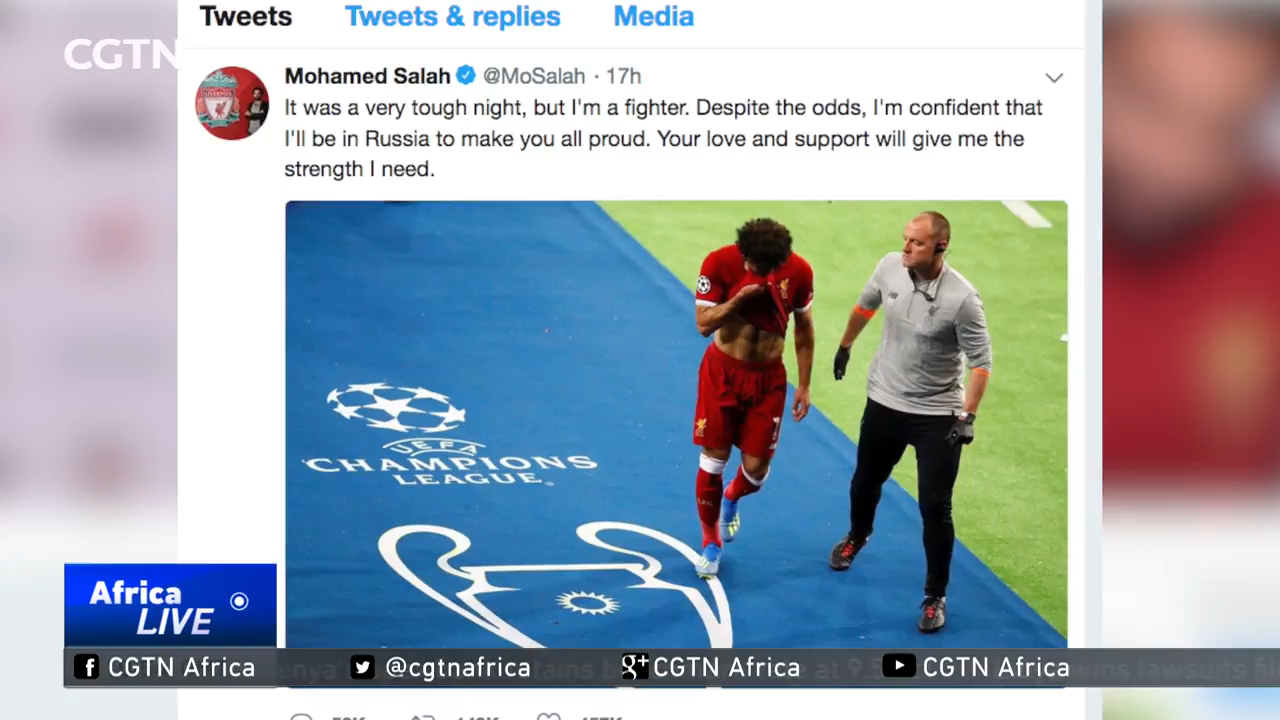 Tweets Tweets & replies Media
CGTN
Mohamed Salah @MoSalah · 17h
It was a very tough night, but I'm a fighter. Despite the odds, I'm confident that
I'll be in Russia to make you all proud. Your love and support will give me the
strength I need.
UEFA
CHAMPIONS
LEAGUE
Africa
LIVE
CGTN Africa @cgtnafrica CGTN Africa CGTN Africa